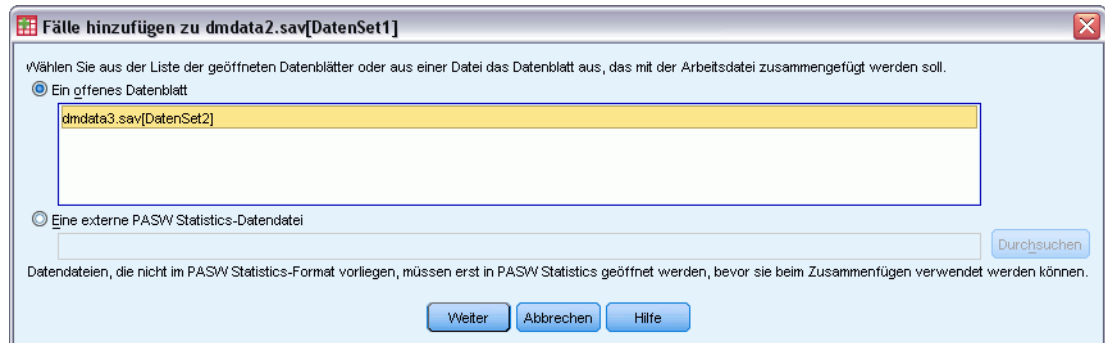 Fälle hinzufügen zu dmdata2.sav[DatenSet1]
Wählen Sie aus der Liste der geöffneten Datenblätter oder aus einer Datei das Datenblatt aus, das mit der Arbeitsdatei zusammengefügt werden soll.
Ein offenes Datenblatt
dmdata3.sav[DatenSet2]
Eine externe PASW Statistics-Datendatei
Durchsuchen
Datendateien, die nicht im PASW Statistics-Format vorliegen, müssen erst in PASW Statistics geöffnet werden, bevor sie beim Zusammenfügen verwendet werden können.
Weiter Abbrechen Hilfe